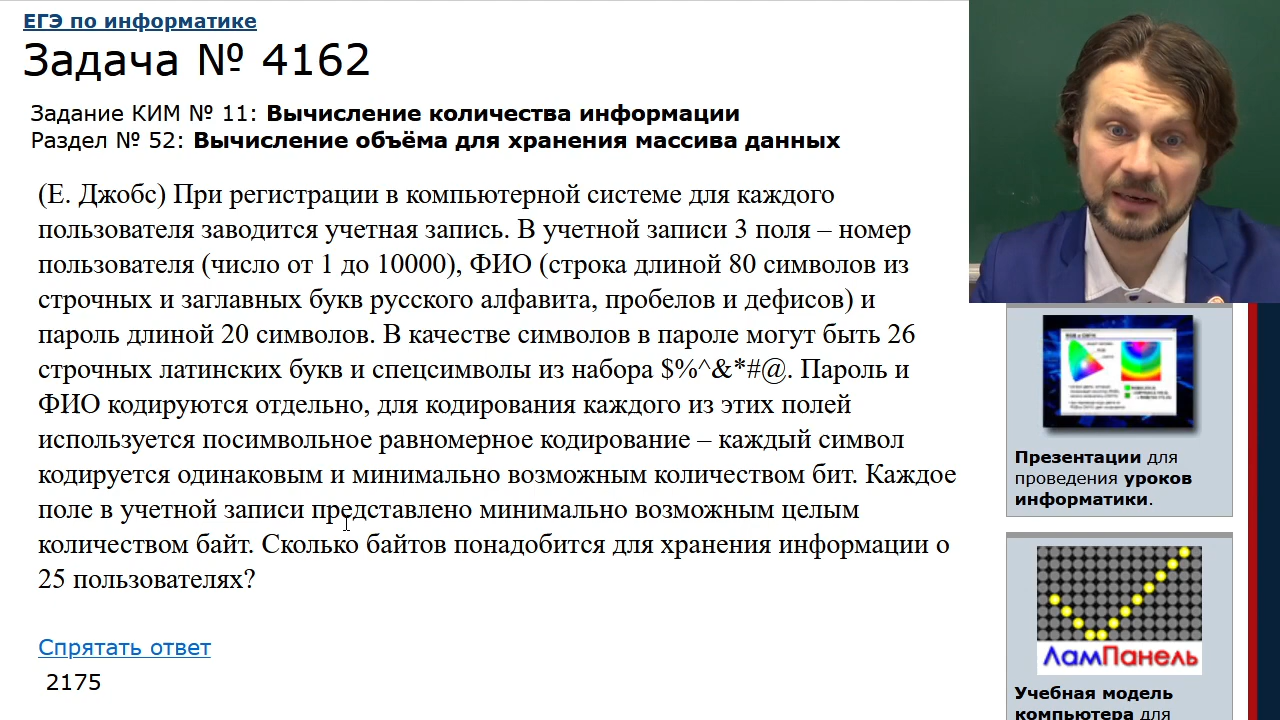 ЕГЭ по информатике
Задача № 4162
Задание КИМ № 11: Вычисление количества информации
Раздел № 52: Вычисление объёма для хранения массива данных
(Е. Джобс) При регистрации в компьютерной системе для каждого
пользователя заводится учетная запись. В учетной записи 3 поля – номер
пользователя (число от 1 до 10000), ФИО (строка длиной 80 символов из
строчных и заглавных букв русского алфавита, пробелов и дефисов) и
пароль длиной 20 символов. В качестве символов в пароле могут быть 26
строчных латинских букв и спецсимволы из набора $%^&*#@. Пароль и
ФИО кодируются отдельно, для кодирования каждого из этих полей
используется посимвольное равномерное кодирование – каждый символ
кодируется одинаковым и минимально возможным количеством бит. Каждое
поле в учетной записи представлено минимально возможным целым
количеством байт. Сколько байтов понадобится для хранения информации о
25 пользователях?
Спрятать ответ
2175
Презентации для
проведения уроков
информатики.
ЛамПанель
Учебная модель
компьютера для